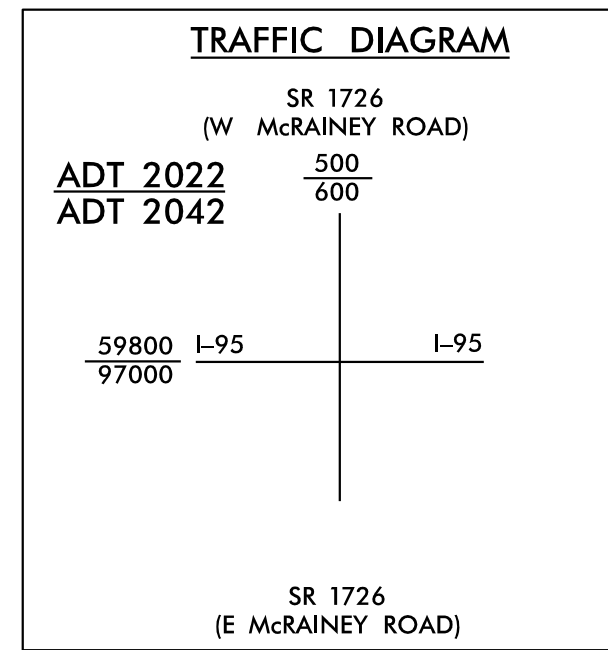 TRAFFIC DIAGRAM
SR 1726
(W McRAINEY ROAD)
ADT 2022
ADT 2042
500
600
59800
97000
I-95
I-95
SR 1726
(E McRAINEY ROAD)